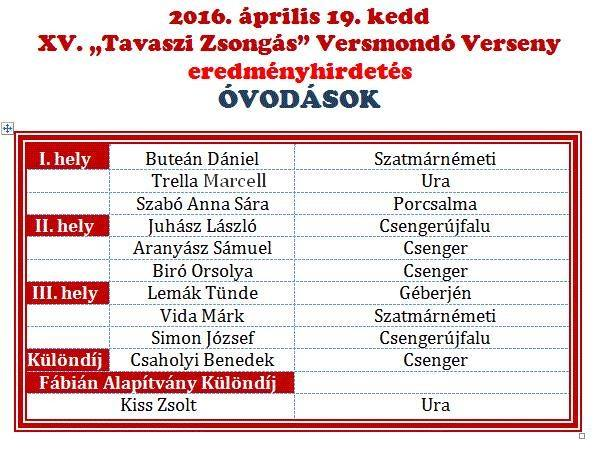 2016. április 19. kedd
XV. „Tavaszi Zsongás” Versmondó Verseny
eredményhirdetés
ÓVODÁSOK
I. hely Buteán Dániel Szatmárnémeti
Trella Marcell Ura
Szabó Anna Sára Porcsalma
II. hely Juhász László Csengerújfalu
Aranyász Sámuel Csenger
Biró Orsolya Csenger
III. hely Lemák Tünde Géberjén
Vida Márk Szatmárnémeti
Simon József Csengerújfalu
Különdíj Csaholyi Benedek Csenger
Fábián Alapítvány Különdíj
Kiss Zsolt Ura